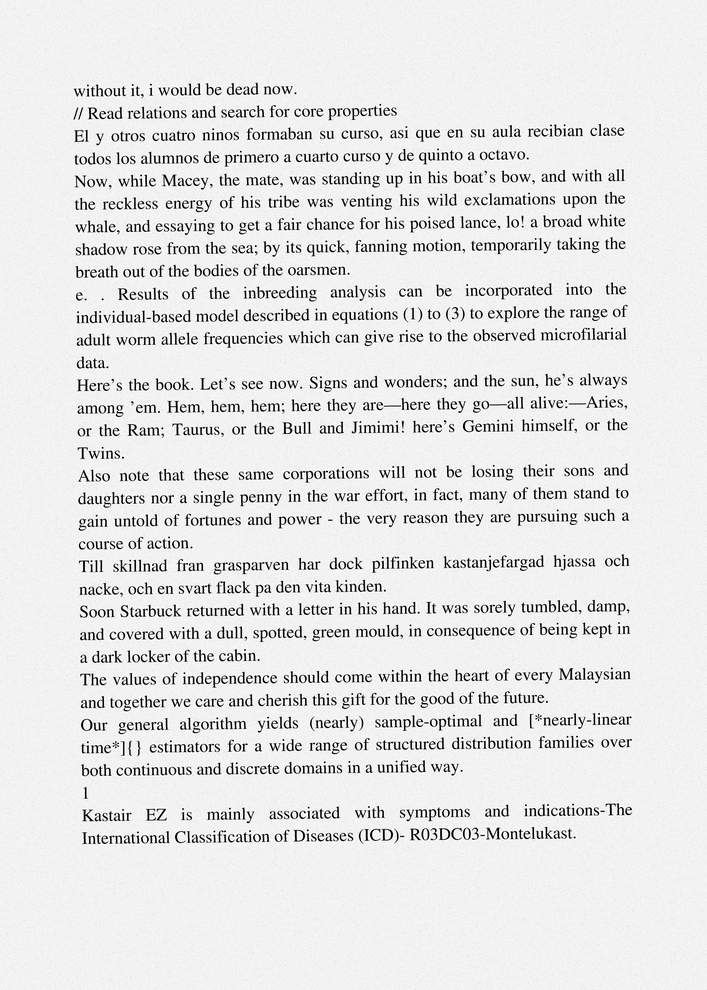 without it, i would be dead now.
// Read relations and search for core properties
El y otros cuatro ninos formaban su curso, asi que en su aula recibian clase
todos los alumnos de primero a cuarto curso y de quinto a octavo.
Now, while Macey, the mate, was standing up in his boat's bow, and with all
the reckless energy of his tribe was venting his wild exclamations upon the
whale, and essaying to get a fair chance for his poised lance, lo! a broad white
shadow rose from the sea; by its quick, fanning motion, temporarily taking the
breath out of the bodies of the oarsmen.
e. . Results of the inbreeding analysis can be incorporated into the
individual-based model described in equations (1) to (3) to explore the range of
adult worm allele frequencies which can give rise to the observed microfilarial
data.
Here's the book. Let's see now. Signs and wonders; and the sun, he's always
among 'em. Hem, hem, hem; here they are—here they go—all alive:—Aries,
or the Ram; Taurus, or the Bull and Jimimi! here's Gemini himself, or the
Twins.
Also note that these same corporations will not be losing their sons and
daughters nor a single penny in the war effort, in fact, many of them stand to
gain untold of fortunes and power - the very reason they are pursuing such a
course of action.
Till skillnad fran grasparven har dock pilfinken kastanjefargad hjassa och
nacke, och en svart flack pa den vita kinden.
Soon Starbuck returned with a letter in his hand. It was sorely tumbled, damp,
and covered with a dull, spotted, green mould, in consequence of being kept in
a dark locker of the cabin.
The values of independence should come within the heart of every Malaysian
and together we care and cherish this gift for the good of the future.
Our general algorithm yields (nearly) sample-optimal and [*nearly-linear
time*]{} estimators for a wide range of structured distribution families over
both continuous and discrete domains in a unified way.
1
Kastair EZ is mainly associated with symptoms and indications-The
International Classification of Diseases (ICD)- R03DC03-Montelukast.